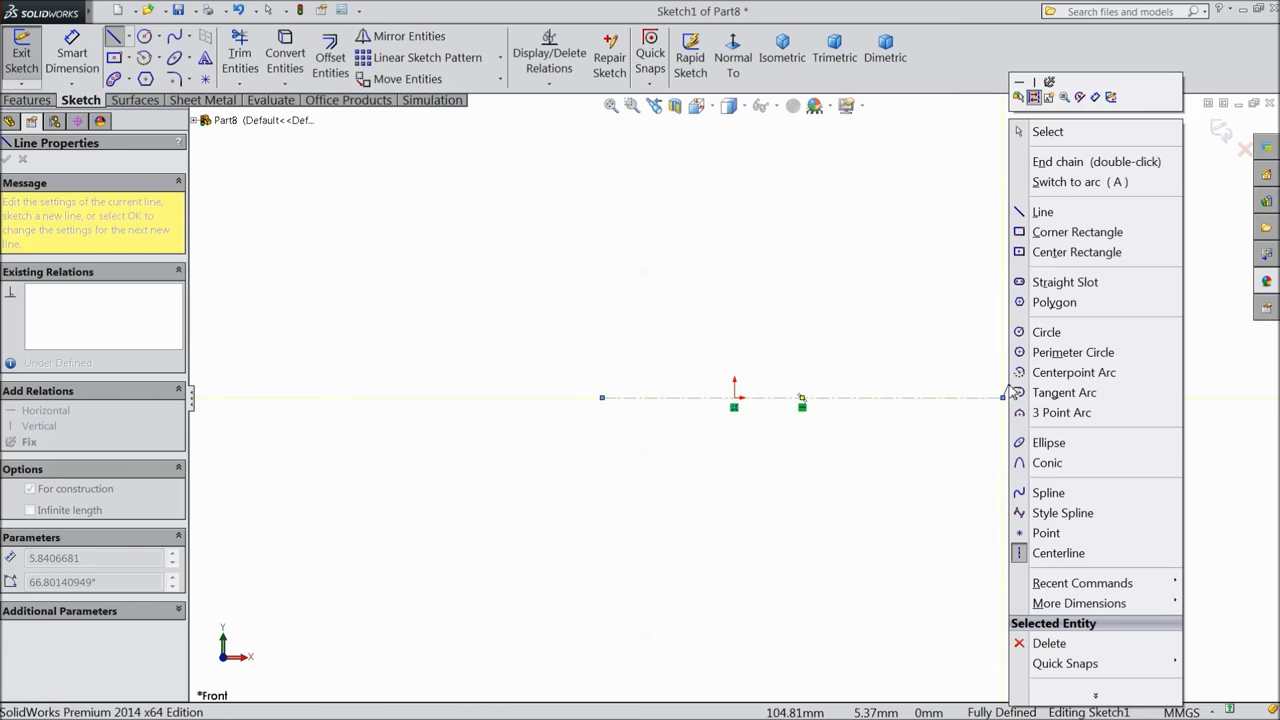 SOLIDWORKS
Sketch1 of Part8 *
Search files and models
Exit Sketch
Smart Dimension
Trim Entities
Convert Entities
Offset Entities
Mirror Entities
Linear Sketch Pattern
Move Entities
Display/Delete Relations
Repair Sketch
Quick Snaps
Rapid Sketch
Normal To
Isometric
Trimetric
Dimetric
Features
Sketch
Surfaces
Sheet Metal
Evaluate
Office Products
Simulation
Part8 (Default<<Def...
Line Properties
?
Message
Edit the settings of the current line,
sketch a new line, or select OK to
change the settings for the next new
line.
Existing Relations
Under Defined
Add Relations
Horizontal
Vertical
Fix
Options
For construction
Infinite length
Parameters
5.8406681
66.80140949°
Additional Parameters
Select
End chain (double-click)
Switch to arc ( A )
Line
Corner Rectangle
Center Rectangle
Straight Slot
Polygon
Circle
Perimeter Circle
Centerpoint Arc
Tangent Arc
3 Point Arc
Ellipse
Conic
Spline
Style Spline
Point
Centerline
Recent Commands
More Dimensions
Selected Entity
Delete
Quick Snaps
Y
X
*Front
SolidWorks Premium 2014 x64 Edition
104.81mm
5.37mm
0mm
Fully Defined
Editing Sketch1
MMGS